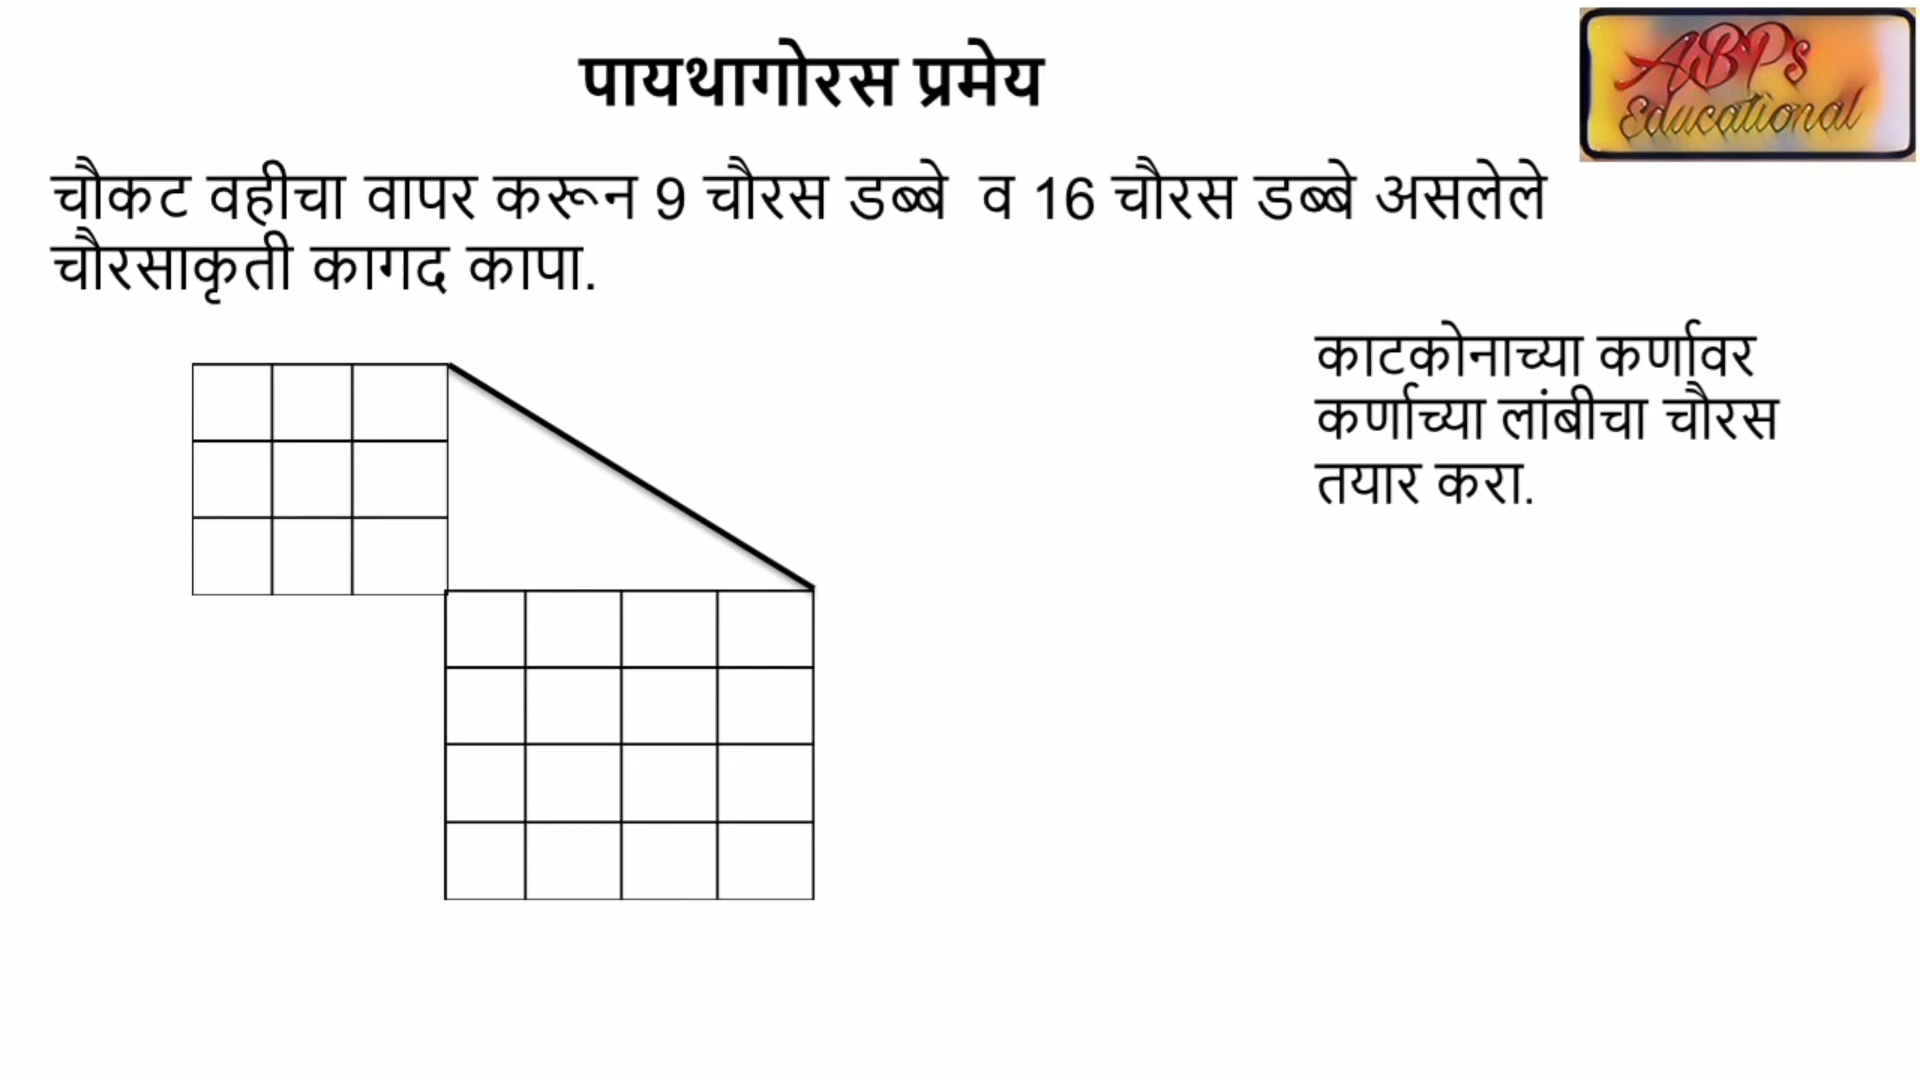 पायथागोरस प्रमेय
ABPs
Educational
चौकट वहीचा वापर करून 9 चौरस डब्बे व 16 चौरस डब्बे असलेले
चौरसाकृती कागद कापा.
काटकोनाच्या कर्णावर
कर्णाच्या लांबीचा चौरस
तयार करा.